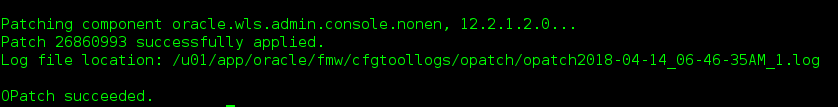 Patching component oracle.wls.admin.console.nonen, 12.2.1.2.0...
Patch 26860993 successfully applied.
Log file location: /u01/app/oracle/fmw/cfgtoollogs/opatch/opatch2018-04-14_06-46-35AM_1.log
OPatch succeeded.